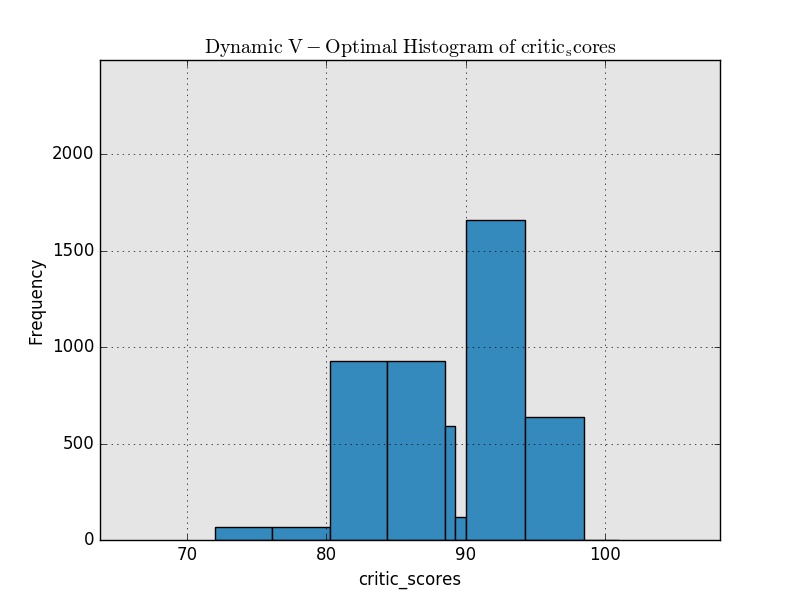 Dynamic V − Optimal Histogram of critic_scores
2000
1500
1000
500
0
Frequency
70 80 90 100
critic_scores